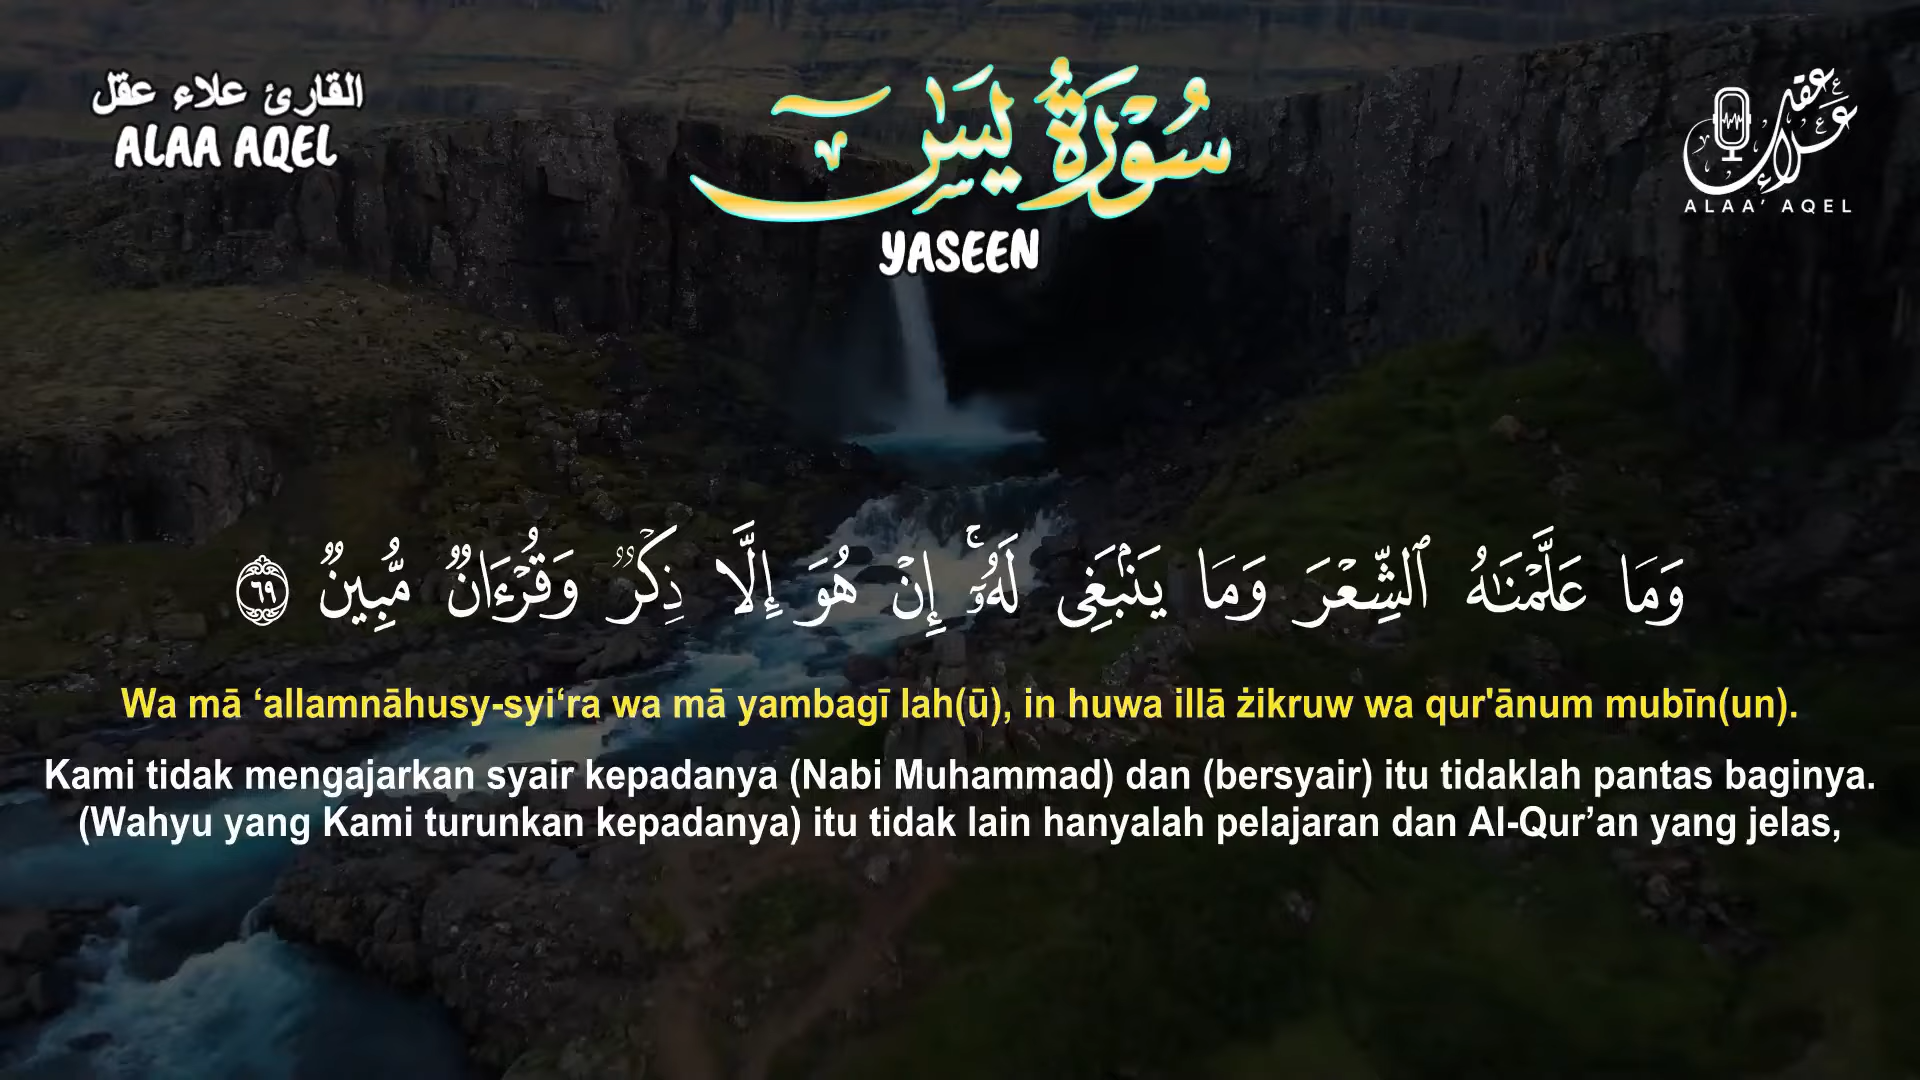 القارئ علاء عقل
ALAA AQEL
سُوْرَةُ يسٓ
YASEEN
علاء عقل
ALAA' AQEL
وَمَا عَلَّمْنَٰهُ ٱلشِّعْرَ وَمَا يَنۢبَغِى لَهُۥٓ ۚ إِنْ هُوَ إِلَّا ذِكْرٌ وَقُرْءَانٌ مُّبِينٌ ٦٩
Wa mā ‘allamnāhusy-syi‘ra wa mā yambagī lah(ū), in huwa illā żikruw wa qur'ānum mubīn(un).
Kami tidak mengajarkan syair kepadanya (Nabi Muhammad) dan (bersyair) itu tidaklah pantas baginya.
(Wahyu yang Kami turunkan kepadanya) itu tidak lain hanyalah pelajaran dan Al-Qur’an yang jelas,